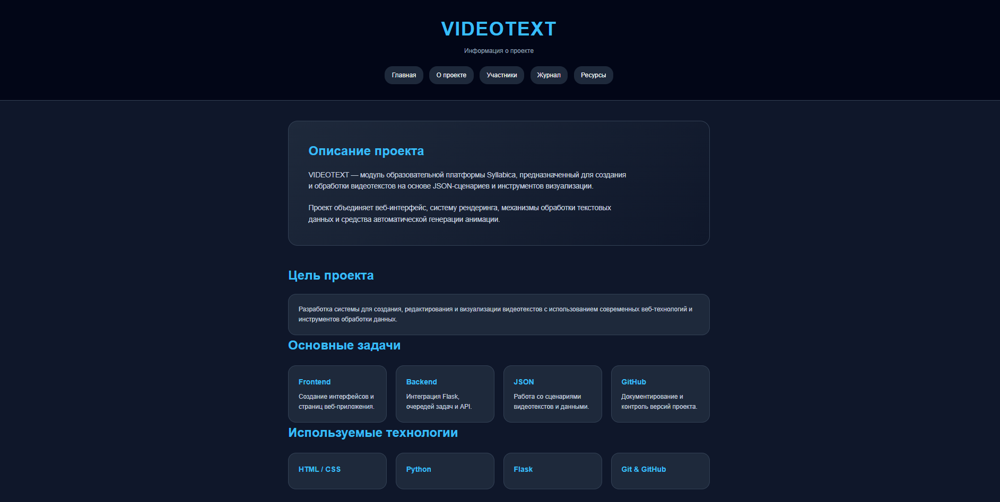 VIDEOTEXT
Информация о проекте
Главная
О проекте
Участники
Журнал
Ресурсы
Описание проекта
VIDEOTEXT — модуль образовательной платформы Syllabica, предназначенный для создания
и обработки видеотекстов на основе JSON-сценариев и инструментов визуализации.
Проект объединяет веб-интерфейс, систему рендеринга, механизмы обработки текстовых
данных и средства автоматической генерации анимации.
Цель проекта
Разработка системы для создания, редактирования и визуализации видеотекстов с использованием современных веб-технологий и
инструментов обработки данных.
Основные задачи
Frontend
Создание интерфейсов и
страниц веб-приложения.
Backend
Интеграция Flask,
очередей задач и API.
JSON
Работа со сценариями
видеотекстов и данными.
GitHub
Документирование и
контроль версий проекта.
Используемые технологии
HTML / CSS
Python
Flask
Git & GitHub